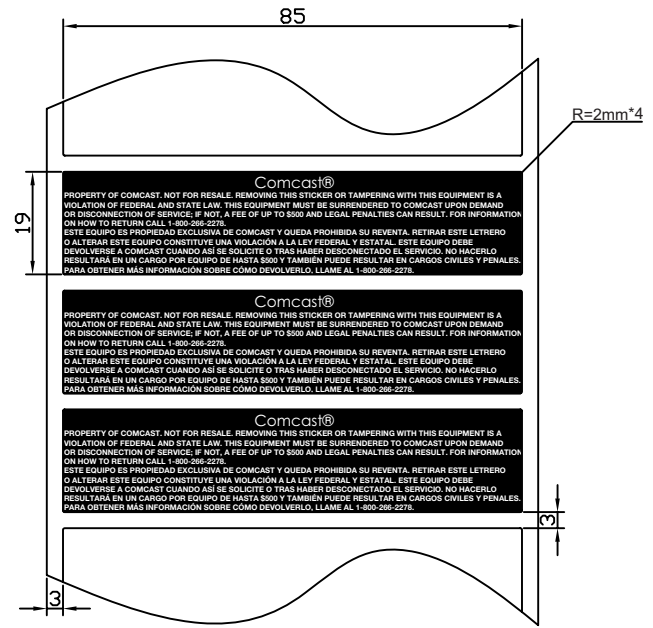 85
R=2mm*4
19
Comcast®
PROPERTY OF COMCAST. NOT FOR RESALE. REMOVING THIS STICKER OR TAMPERING WITH THIS EQUIPMENT IS A
VIOLATION OF FEDERAL AND STATE LAW. THIS EQUIPMENT MUST BE SURRENDERED TO COMCAST UPON DEMAND
OR DISCONNECTION OF SERVICE; IF NOT, A FEE OF UP TO $500 AND LEGAL PENALTIES CAN RESULT. FOR INFORMATION
ON HOW TO RETURN CALL 1-800-266-2278.
ESTE EQUIPO ES PROPIEDAD EXCLUSIVA DE COMCAST Y QUEDA PROHIBIDA SU REVENTA. RETIRAR ESTE LETRERO
O ALTERAR ESTE EQUIPO CONSTITUYE UNA VIOLACIÓN A LA LEY FEDERAL Y ESTATAL. ESTE EQUIPO DEBE
DEVOLVERSE A COMCAST CUANDO ASÍ SE SOLICITE O TRAS HABER DESCONECTADO EL SERVICIO. NO HACERLO
RESULTARÁ EN UN CARGO POR EQUIPO DE HASTA $500 Y TAMBIÉN PUEDE RESULTAR EN CARGOS CIVILES Y PENALES.
PARA OBTENER MÁS INFORMACIÓN SOBRE CÓMO DEVOLVERLO, LLAME AL 1-800-266-2278.
Comcast®
PROPERTY OF COMCAST. NOT FOR RESALE. REMOVING THIS STICKER OR TAMPERING WITH THIS EQUIPMENT IS A
VIOLATION OF FEDERAL AND STATE LAW. THIS EQUIPMENT MUST BE SURRENDERED TO COMCAST UPON DEMAND
OR DISCONNECTION OF SERVICE; IF NOT, A FEE OF UP TO $500 AND LEGAL PENALTIES CAN RESULT. FOR INFORMATION
ON HOW TO RETURN CALL 1-800-266-2278.
ESTE EQUIPO ES PROPIEDAD EXCLUSIVA DE COMCAST Y QUEDA PROHIBIDA SU REVENTA. RETIRAR ESTE LETRERO
O ALTERAR ESTE EQUIPO CONSTITUYE UNA VIOLACIÓN A LA LEY FEDERAL Y ESTATAL. ESTE EQUIPO DEBE
DEVOLVERSE A COMCAST CUANDO ASÍ SE SOLICITE O TRAS HABER DESCONECTADO EL SERVICIO. NO HACERLO
RESULTARÁ EN UN CARGO POR EQUIPO DE HASTA $500 Y TAMBIÉN PUEDE RESULTAR EN CARGOS CIVILES Y PENALES.
PARA OBTENER MÁS INFORMACIÓN SOBRE CÓMO DEVOLVERLO, LLAME AL 1-800-266-2278.
Comcast®
PROPERTY OF COMCAST. NOT FOR RESALE. REMOVING THIS STICKER OR TAMPERING WITH THIS EQUIPMENT IS A
VIOLATION OF FEDERAL AND STATE LAW. THIS EQUIPMENT MUST BE SURRENDERED TO COMCAST UPON DEMAND
OR DISCONNECTION OF SERVICE; IF NOT, A FEE OF UP TO $500 AND LEGAL PENALTIES CAN RESULT. FOR INFORMATION
ON HOW TO RETURN CALL 1-800-266-2278.
ESTE EQUIPO ES PROPIEDAD EXCLUSIVA DE COMCAST Y QUEDA PROHIBIDA SU REVENTA. RETIRAR ESTE LETRERO
O ALTERAR ESTE EQUIPO CONSTITUYE UNA VIOLACIÓN A LA LEY FEDERAL Y ESTATAL. ESTE EQUIPO DEBE
DEVOLVERSE A COMCAST CUANDO ASÍ SE SOLICITE O TRAS HABER DESCONECTADO EL SERVICIO. NO HACERLO
RESULTARÁ EN UN CARGO POR EQUIPO DE HASTA $500 Y TAMBIÉN PUEDE RESULTAR EN CARGOS CIVILES Y PENALES.
PARA OBTENER MÁS INFORMACIÓN SOBRE CÓMO DEVOLVERLO, LLAME AL 1-800-266-2278.
3
3